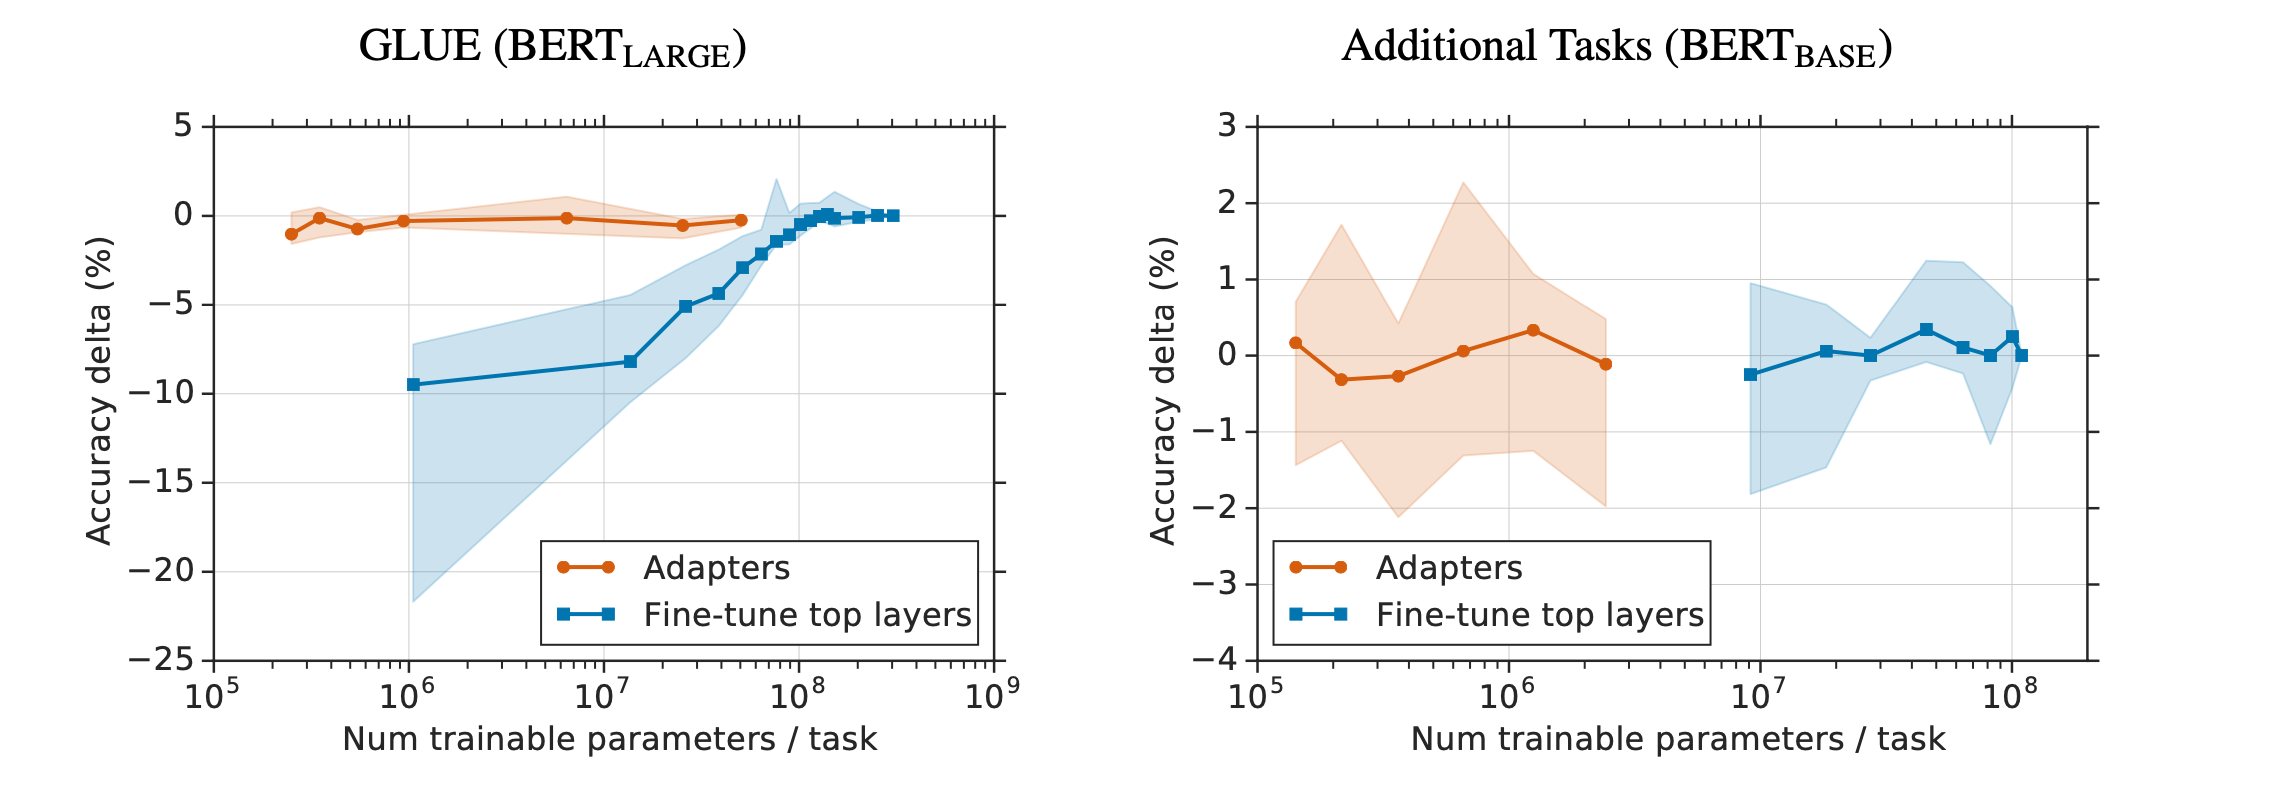 GLUE (BERT_LARGE)
5
0
−5
−10
−15
−20
−25
Accuracy delta (%)
Adapters
Fine-tune top layers
10^5 10^6 10^7 10^8 10^9
Num trainable parameters / task
Additional Tasks (BERT_BASE)
3
2
1
0
−1
−2
−3
−4
Accuracy delta (%)
Adapters
Fine-tune top layers
10^5 10^6 10^7 10^8
Num trainable parameters / task